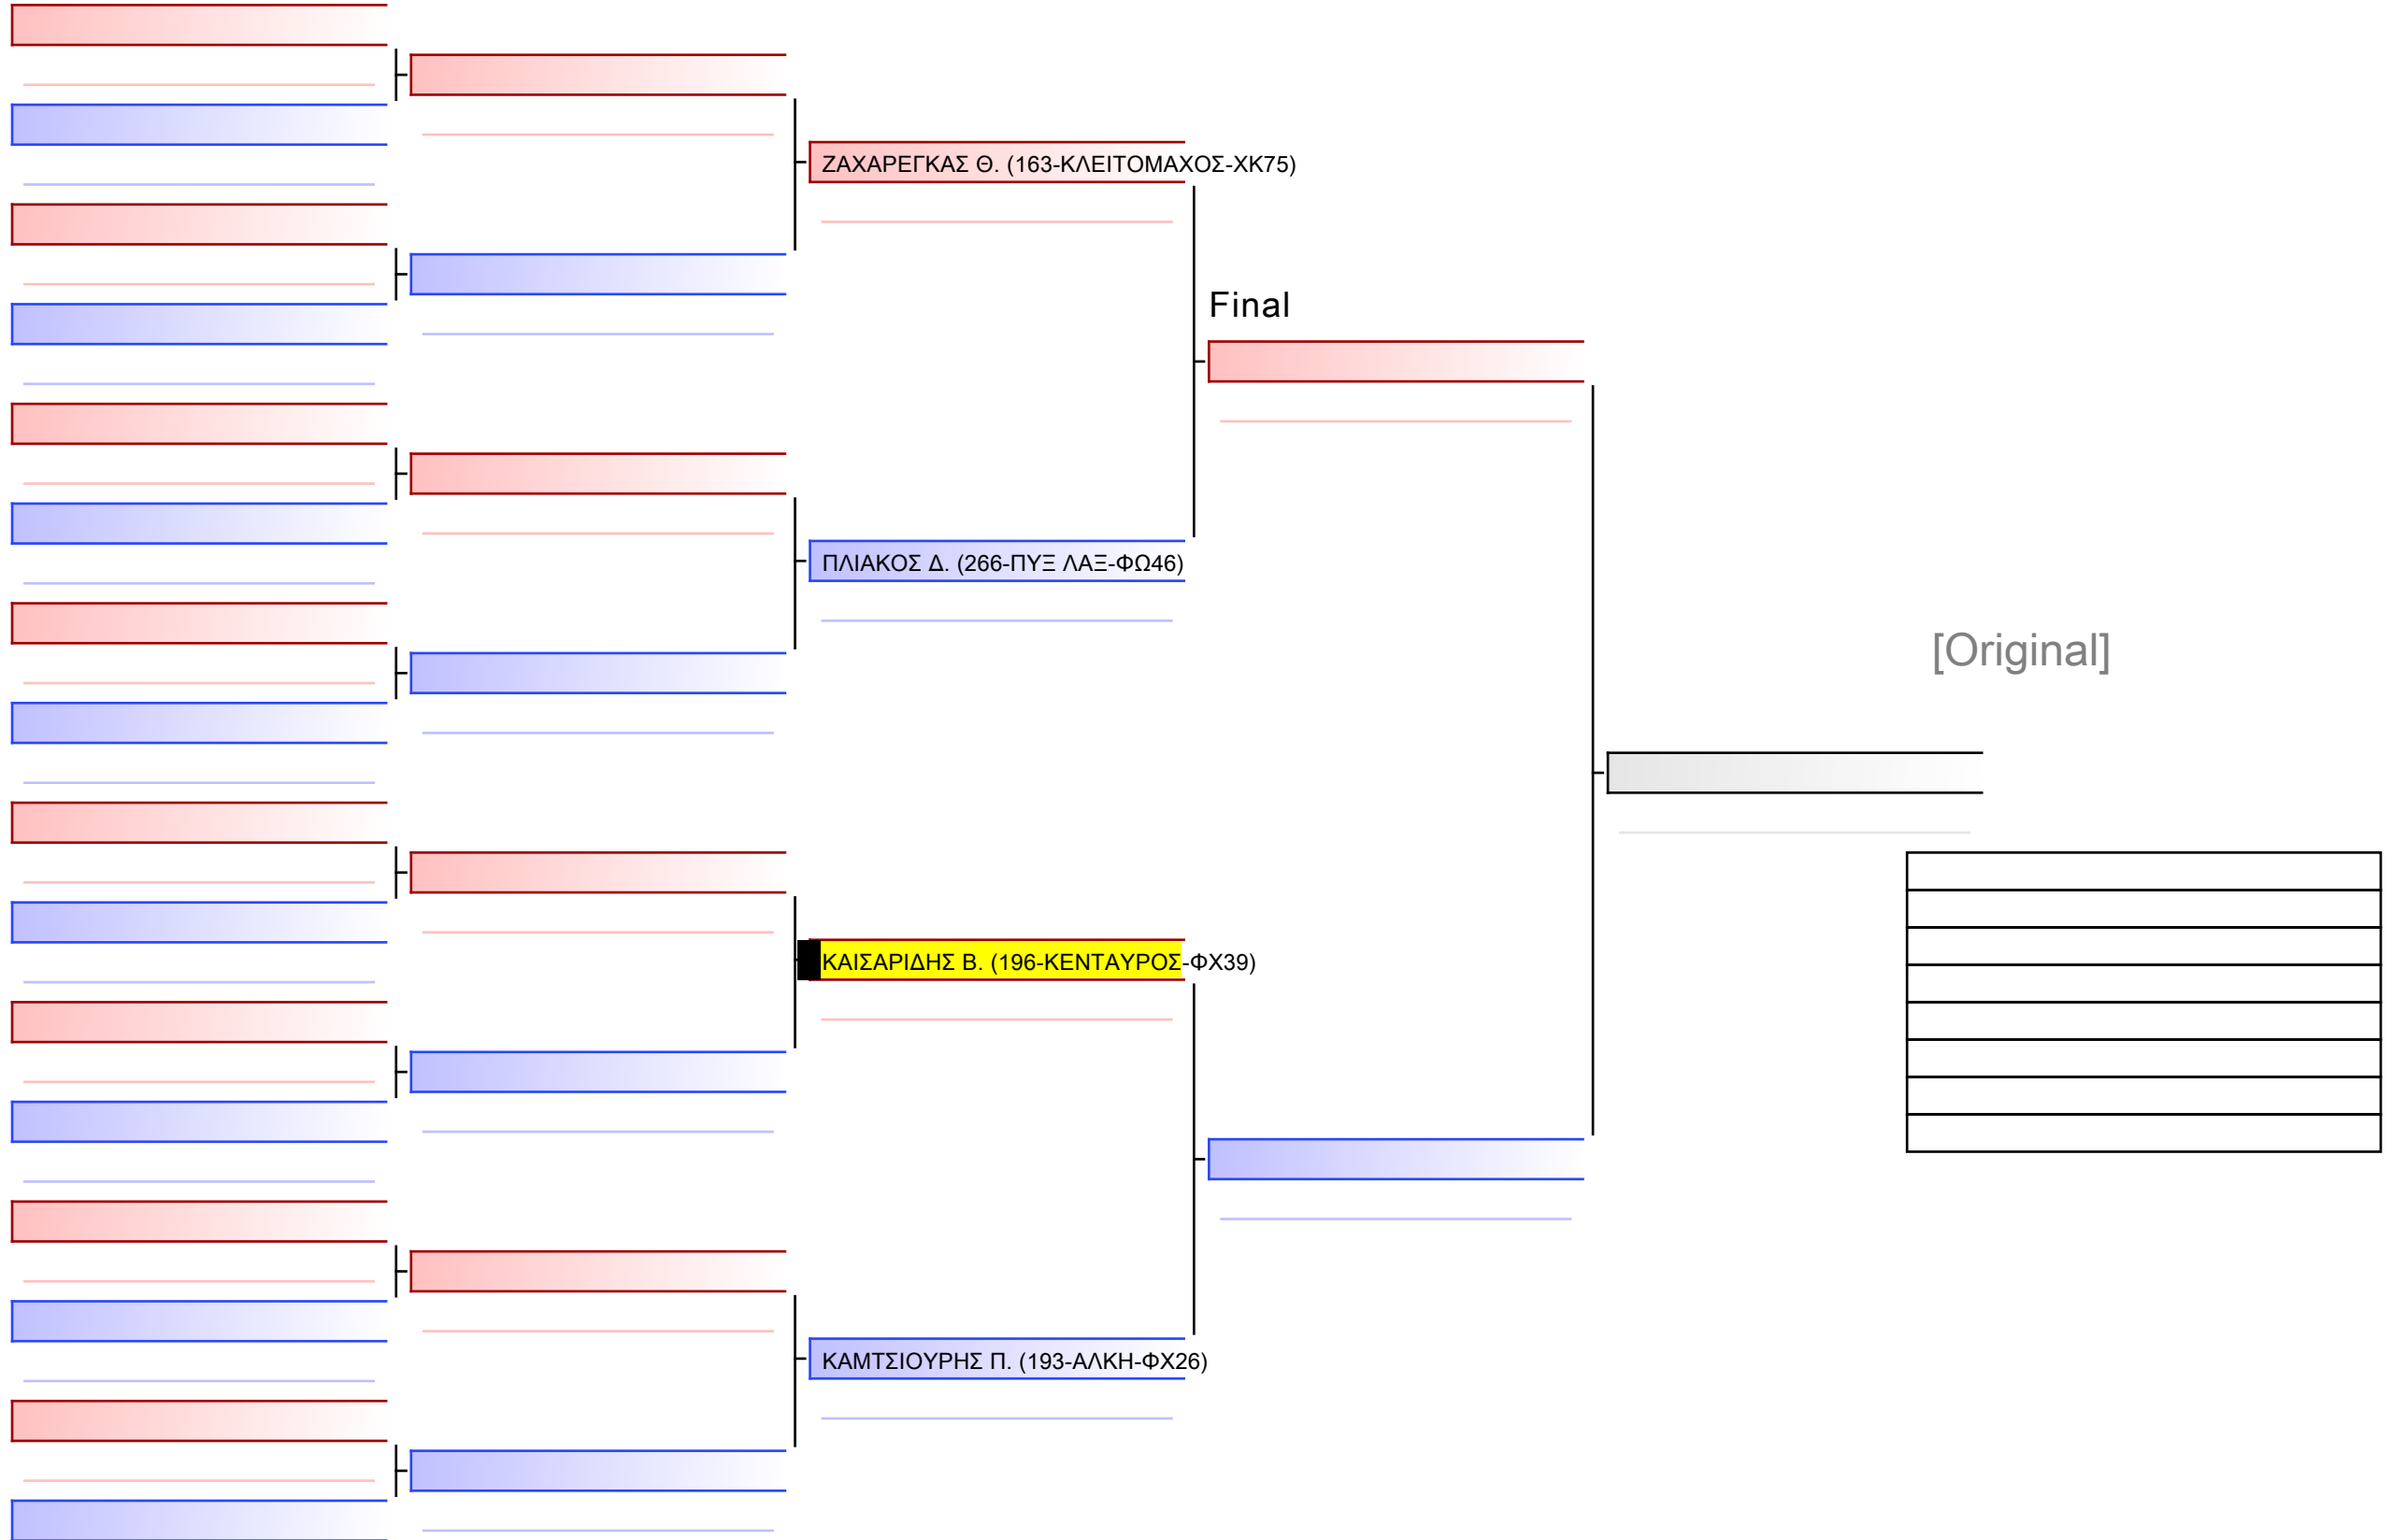 ΖΑΧΑΡΕΓΚΑΣ Θ. (163-ΚΛΕΙΤΟΜΑΧΟΣ-ΧΚ75)
Final
ΠΛΙΑΚΟΣ Δ. (266-ΠΥΞ ΛΑΞ-ΦΩ46)
[Original]
ΚΑΙΣΑΡΙΔΗΣ Β. (196-ΚΕΝΤΑΥΡΟΣ-ΦΧ39)
ΚΑΜΤΣΙΟΥΡΗΣ Π. (193-ΑΛΚΗ-ΦΧ26)